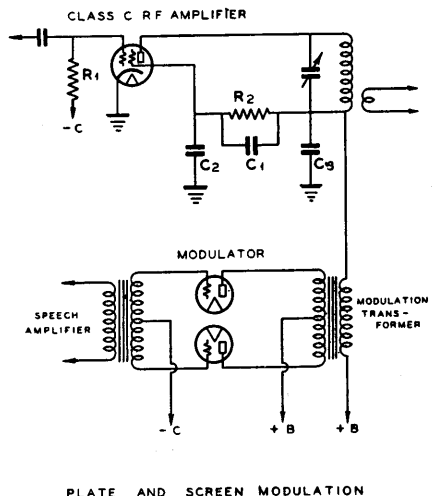 CLASS C RF AMPLIFIER
R1
-C
R2
C2
C1
C3
MODULATOR
SPEECH
AMPLIFIER
MODULATION
TRANS-
FORMER
-C
+B
+B
PLATE AND SCREEN MODULATION